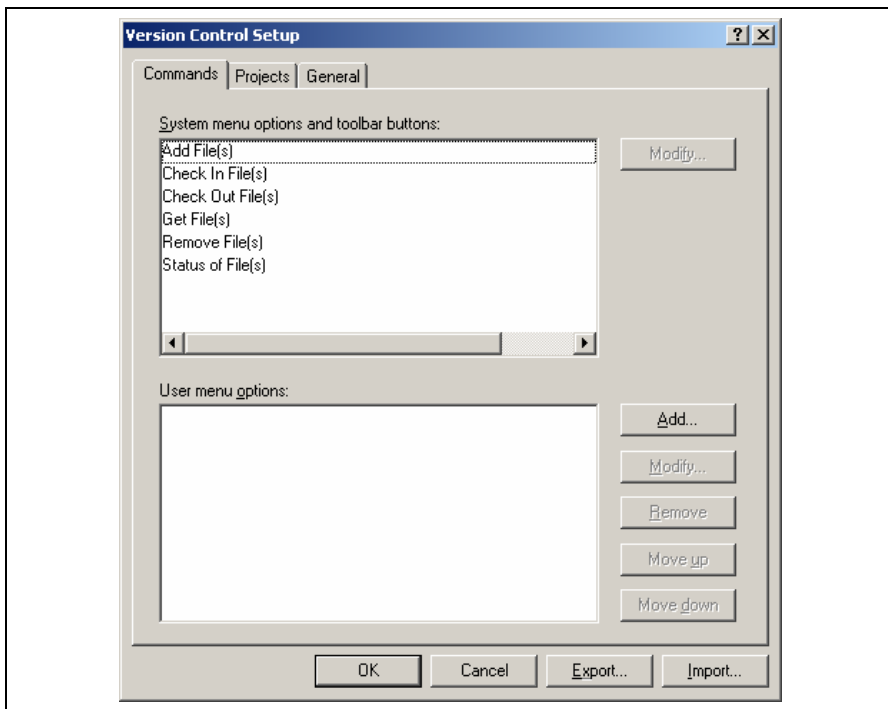 Version Control Setup
Commands Projects General
System menu options and toolbar buttons:
Add File(s)
Check In File(s)
Check Out File(s)
Get File(s)
Remove File(s)
Status of File(s)
Modify...
User menu options:
Add...
Modify...
Remove
Move up
Move down
OK Cancel Export... Import...